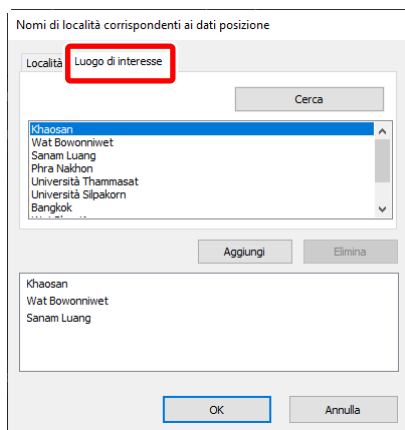 Nomi di località corrispondenti ai dati posizione
Località Luogo di interesse
Cerca
Khaosan
Wat Bowonniwet
Sanam Luang
Phra Nakhon
Università Thammasat
Università Silpakorn
Bangkok
Aggiungi Elimina
Khaosan
Wat Bowonniwet
Sanam Luang
OK Annulla